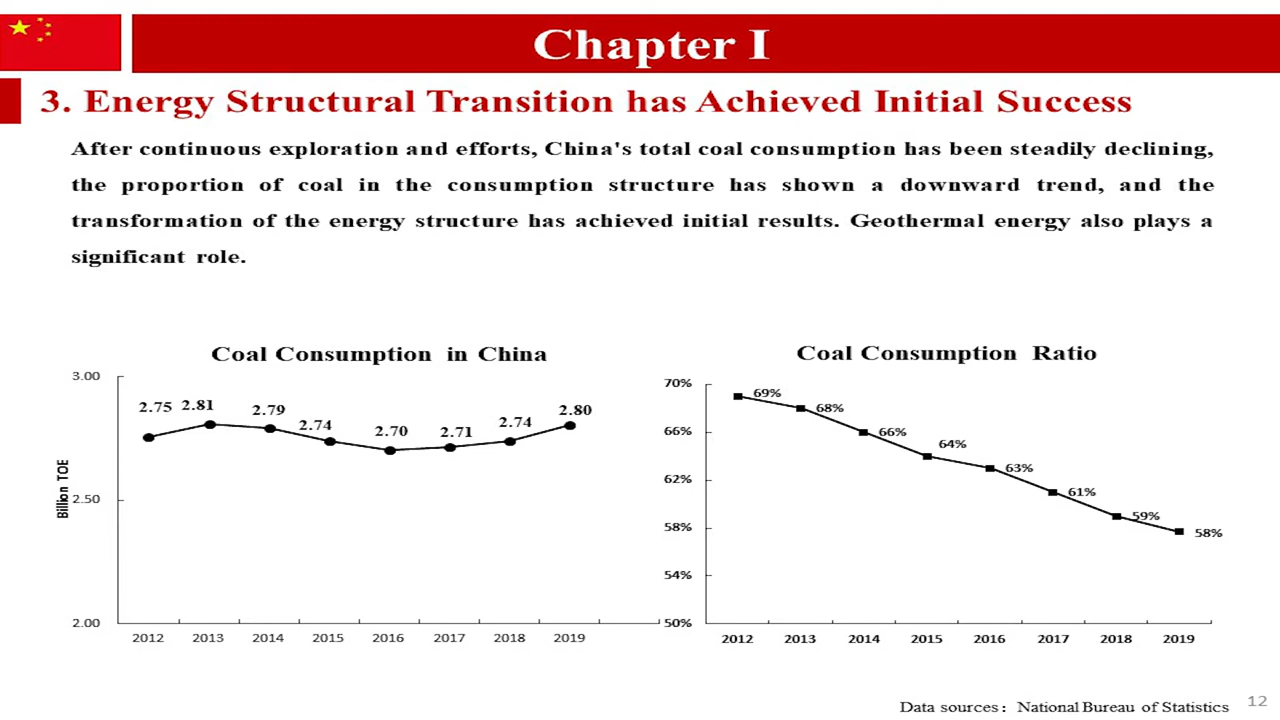 Chapter I
3. Energy Structural Transition has Achieved Initial Success
After continuous exploration and efforts, China's total coal consumption has been steadily declining,
the proportion of coal in the consumption structure has shown a downward trend, and the
transformation of the energy structure has achieved initial results. Geothermal energy also plays a
significant role.
Coal Consumption in China
3.00
2.50
2.00
Billion TOE
2.75 2.81 2.79 2.74 2.70 2.71 2.74 2.80
2012 2013 2014 2015 2016 2017 2018 2019
Coal Consumption Ratio
70%
66%
62%
58%
54%
50%
69% 68% 66% 64% 63% 61% 59% 58%
2012 2013 2014 2015 2016 2017 2018 2019
Data sources： National Bureau of Statistics
12